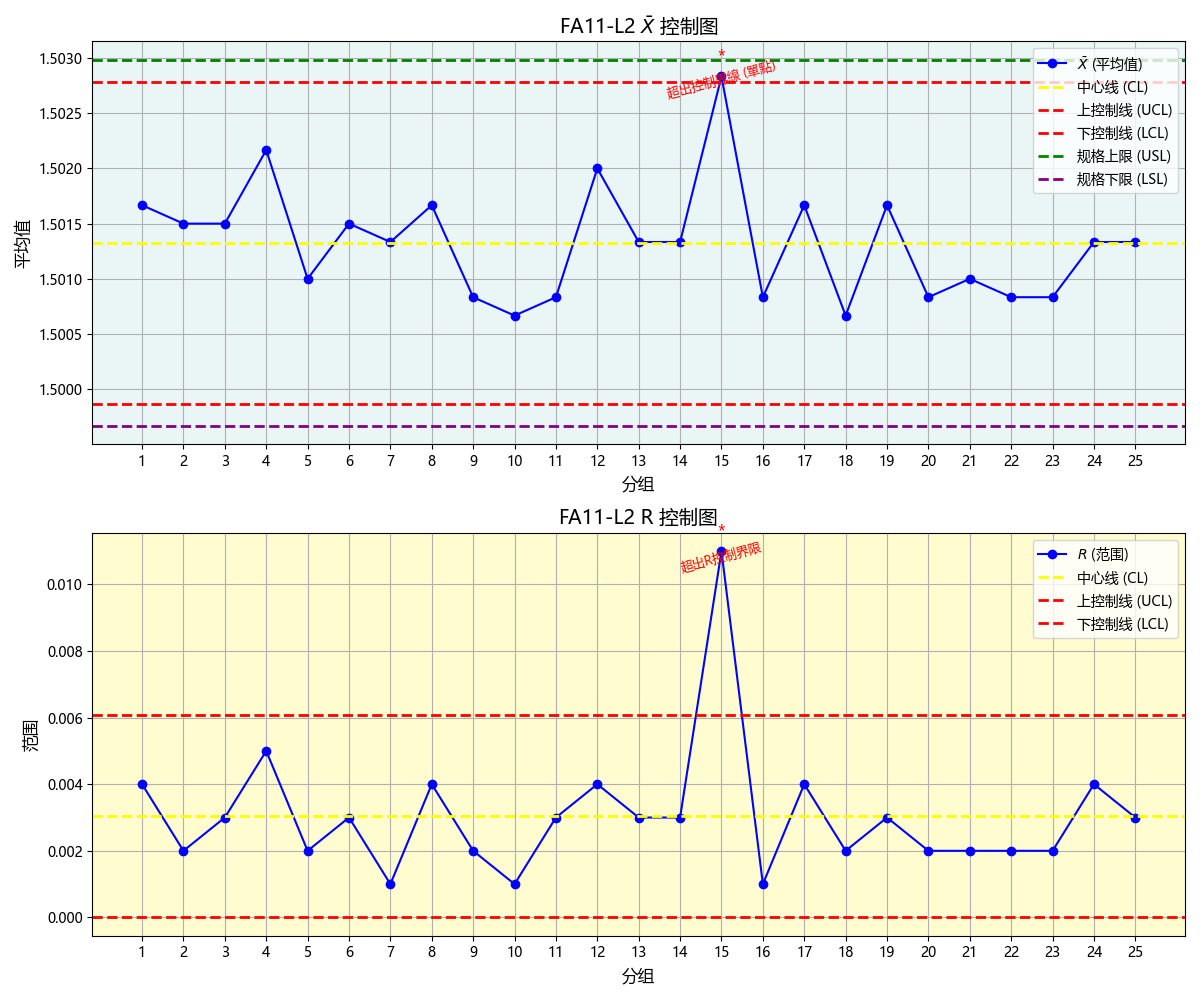 FA11-L2 X̄ 控制图
1.5030
1.5025
1.5020
1.5015
1.5010
1.5005
1.5000
平均值
*
超出控制界線 (單點)
X̄ (平均值)
中心线 (CL)
上控制线 (UCL)
下控制线 (LCL)
规格上限 (USL)
规格下限 (LSL)
1 2 3 4 5 6 7 8 9 10 11 12 13 14 15 16 17 18 19 20 21 22 23 24 25
分组
FA11-L2 R 控制图
0.010
0.008
0.006
0.004
0.002
0.000
范围
*
超出R控制界限
R (范围)
中心线 (CL)
上控制线 (UCL)
下控制线 (LCL)
1 2 3 4 5 6 7 8 9 10 11 12 13 14 15 16 17 18 19 20 21 22 23 24 25
分组